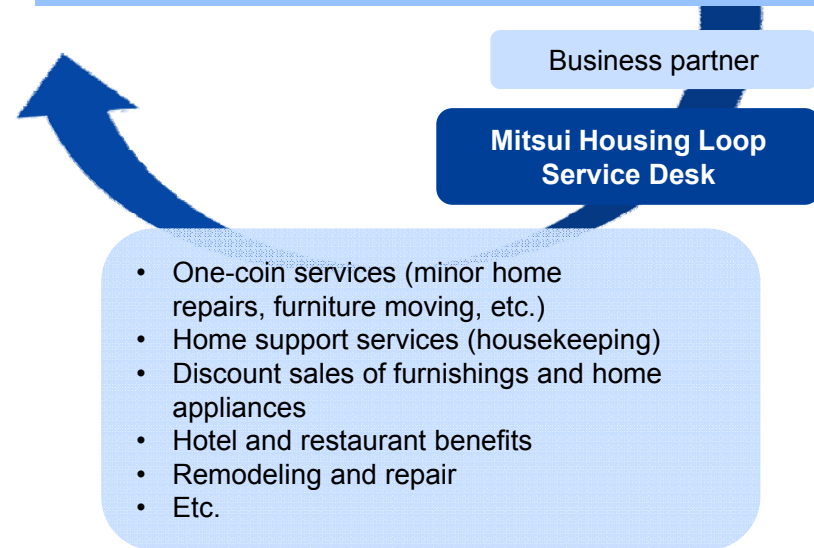 Business partner
Mitsui Housing Loop
Service Desk
• One-coin services (minor home
repairs, furniture moving, etc.)
• Home support services (housekeeping)
• Discount sales of furnishings and home
appliances
• Hotel and restaurant benefits
• Remodeling and repair
• Etc.